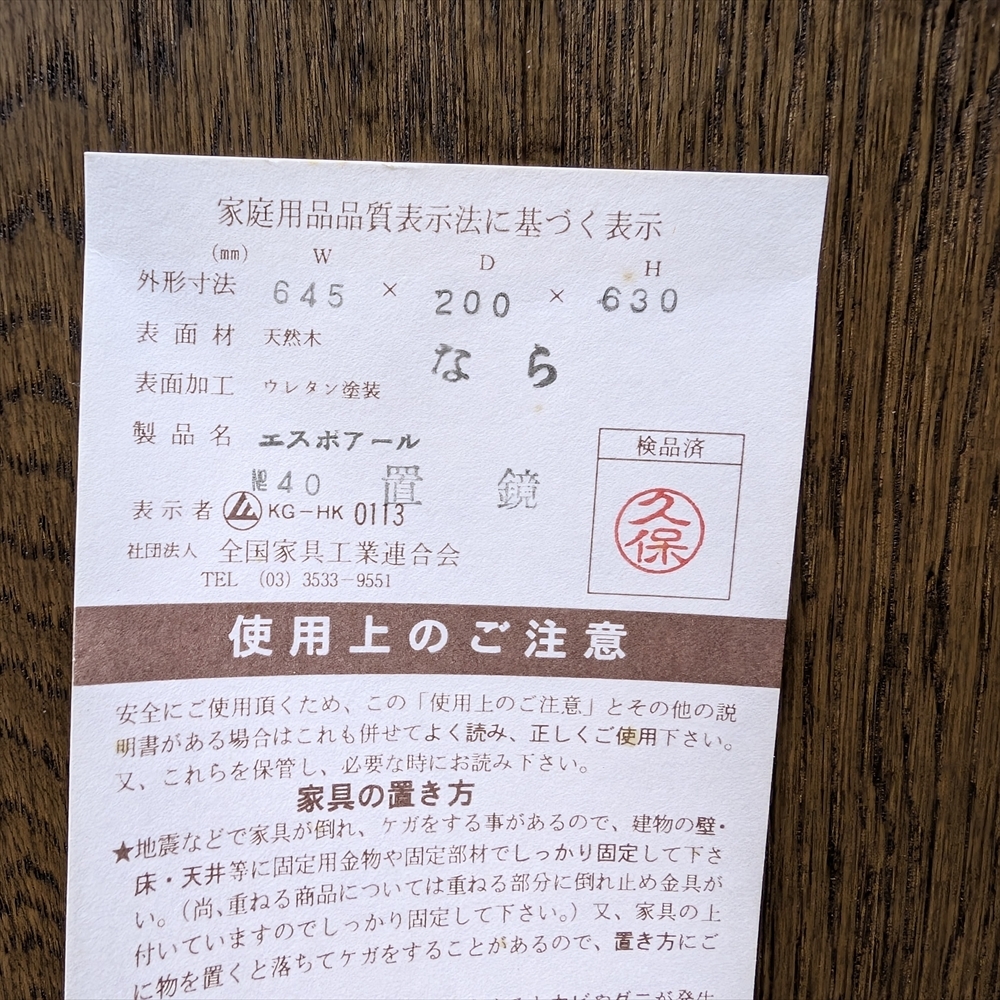 家庭用品品質表示法に基づく表示
(㎜) W D H
外形寸法 645 × 200 × 630
表面材 天然木
なら
表面加工 ウレタン塗装
製品名 エスポアール
検品済
№40 置鏡
久保
表示者 KG-HK 0113
社団法人 全国家具工業連合会
TEL (03) 3533-9551
使用上のご注意
安全にご使用頂くため、この「使用上のご注意」とその他の説
明書がある場合はこれも併せてよく読み、正しくご使用下さい。
又、これらを保管し、必要な時にお読み下さい。
家具の置き方
★地震などで家具が倒れ、ケガをする事があるので、建物の壁・
床・天井等に固定用金物や固定部材でしっかり固定して下さ
い。(尚、重ねる商品については重ねる部分に倒れ止め金具が
付いていますのでしっかり固定して下さい。)又、家具の上
に物を置くと落ちてケガをすることがあるので、置き方にご